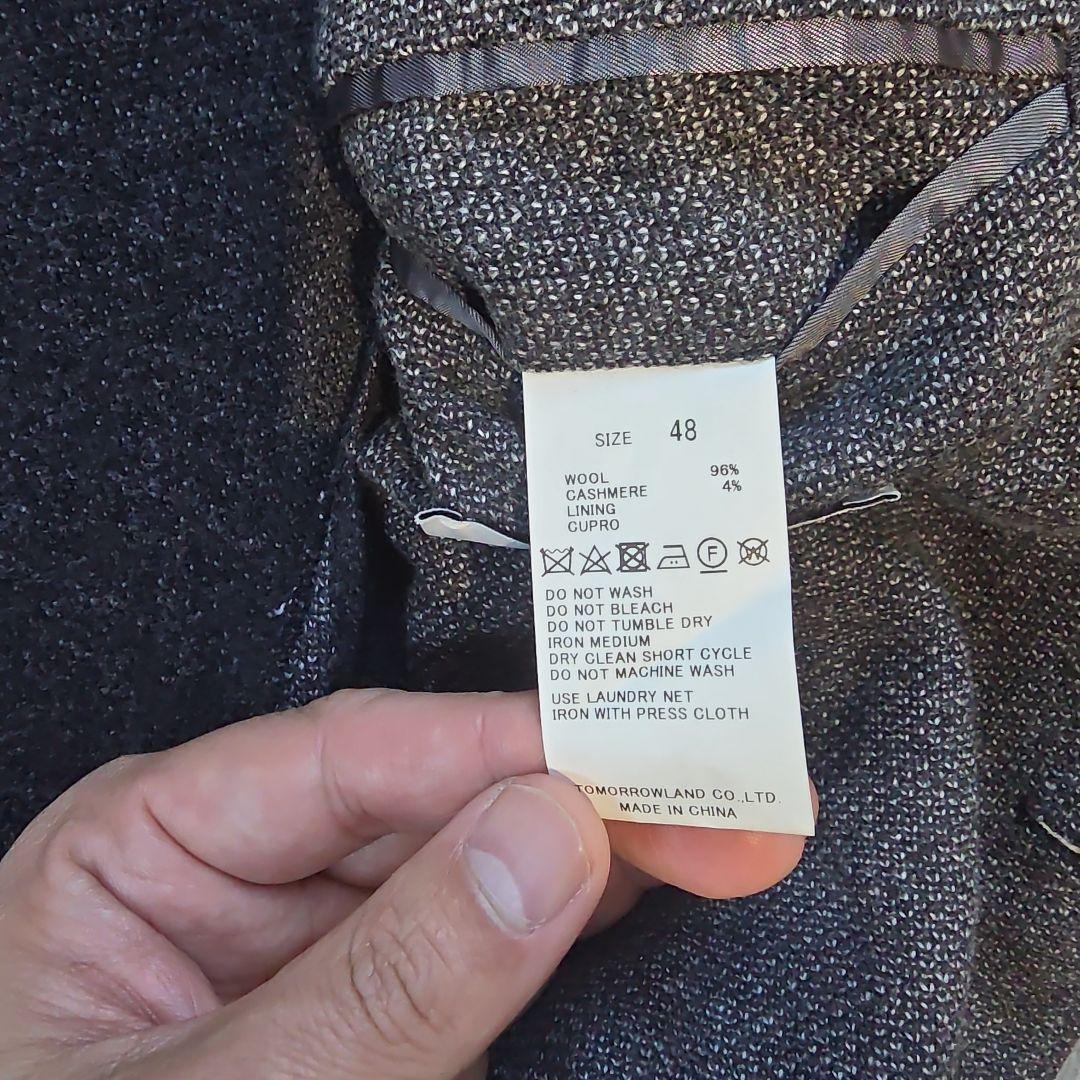 SIZE 48
WOOL 96%
CASHMERE 4%
LINING
CUPRO
F W
DO NOT WASH
DO NOT BLEACH
DO NOT TUMBLE DRY
IRON MEDIUM
DRY CLEAN SHORT CYCLE
DO NOT MACHINE WASH
USE LAUNDRY NET
IRON WITH PRESS CLOTH
TOMORROWLAND CO.,LTD.
MADE IN CHINA